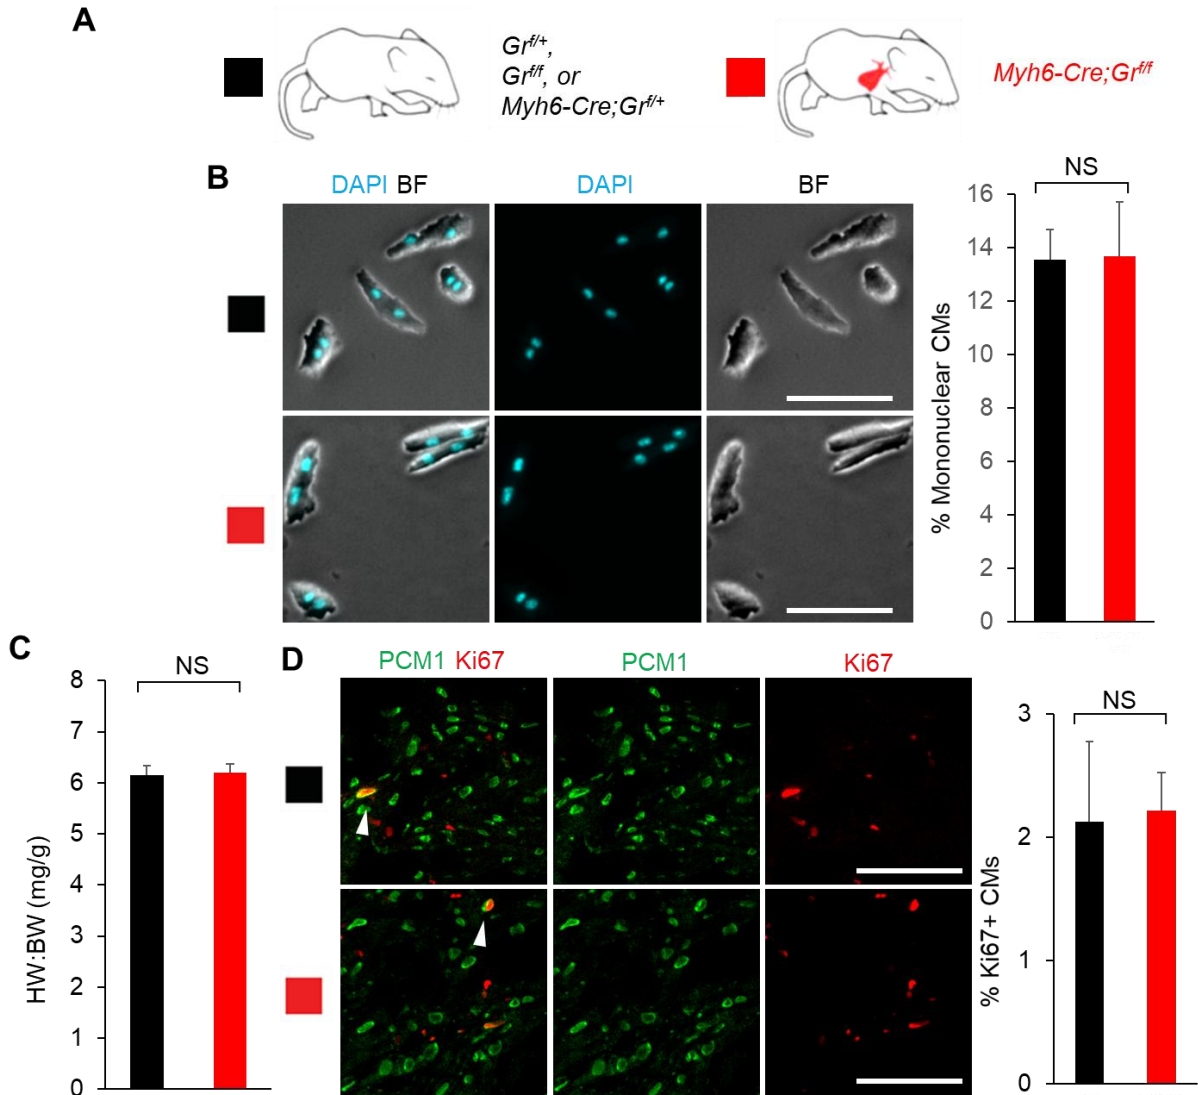 A
Gr^f/+,
Gr^f/f, or
Myh6-Cre;Gr^f/+
Myh6-Cre;Gr^f/f
B
DAPI BF
DAPI
BF
NS
% Mononuclear CMs
16
14
12
10
8
6
4
2
0
C
NS
HW:BW (mg/g)
8
7
6
5
4
3
2
1
0
D
PCM1 Ki67
PCM1
Ki67
NS
% Ki67+ CMs
3
2
1
0